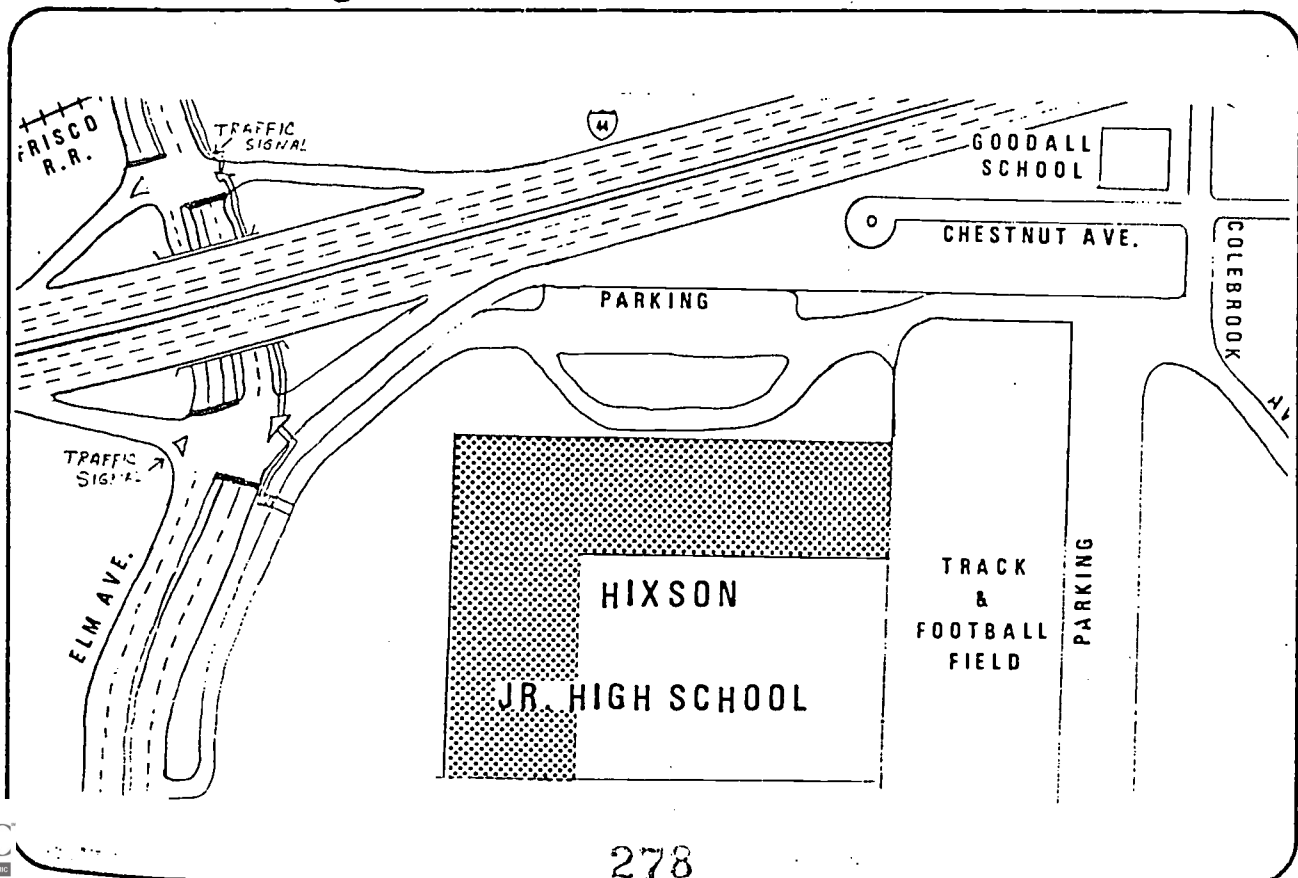 FRISCO
R.R.
TRAFFIC
SIGNAL
44
GOODALL
SCHOOL
CHESTNUT AVE.
COLEBROOK
PARKING
TRAFFIC
SIGNAL
ELM AVE.
HIXSON
JR. HIGH SCHOOL
TRACK
&
FOOTBALL
FIELD
PARKING
278